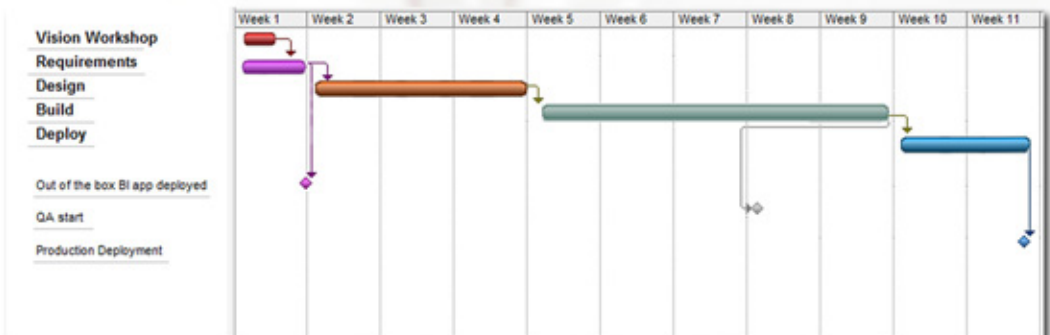 Week 1 Week 2 Week 3 Week 4 Week 5 Week 6 Week 7 Week 8 Week 9 Week 10 Week 11
Vision Workshop
Requirements
Design
Build
Deploy
Out of the box BI app deployed
QA start
Production Deployment